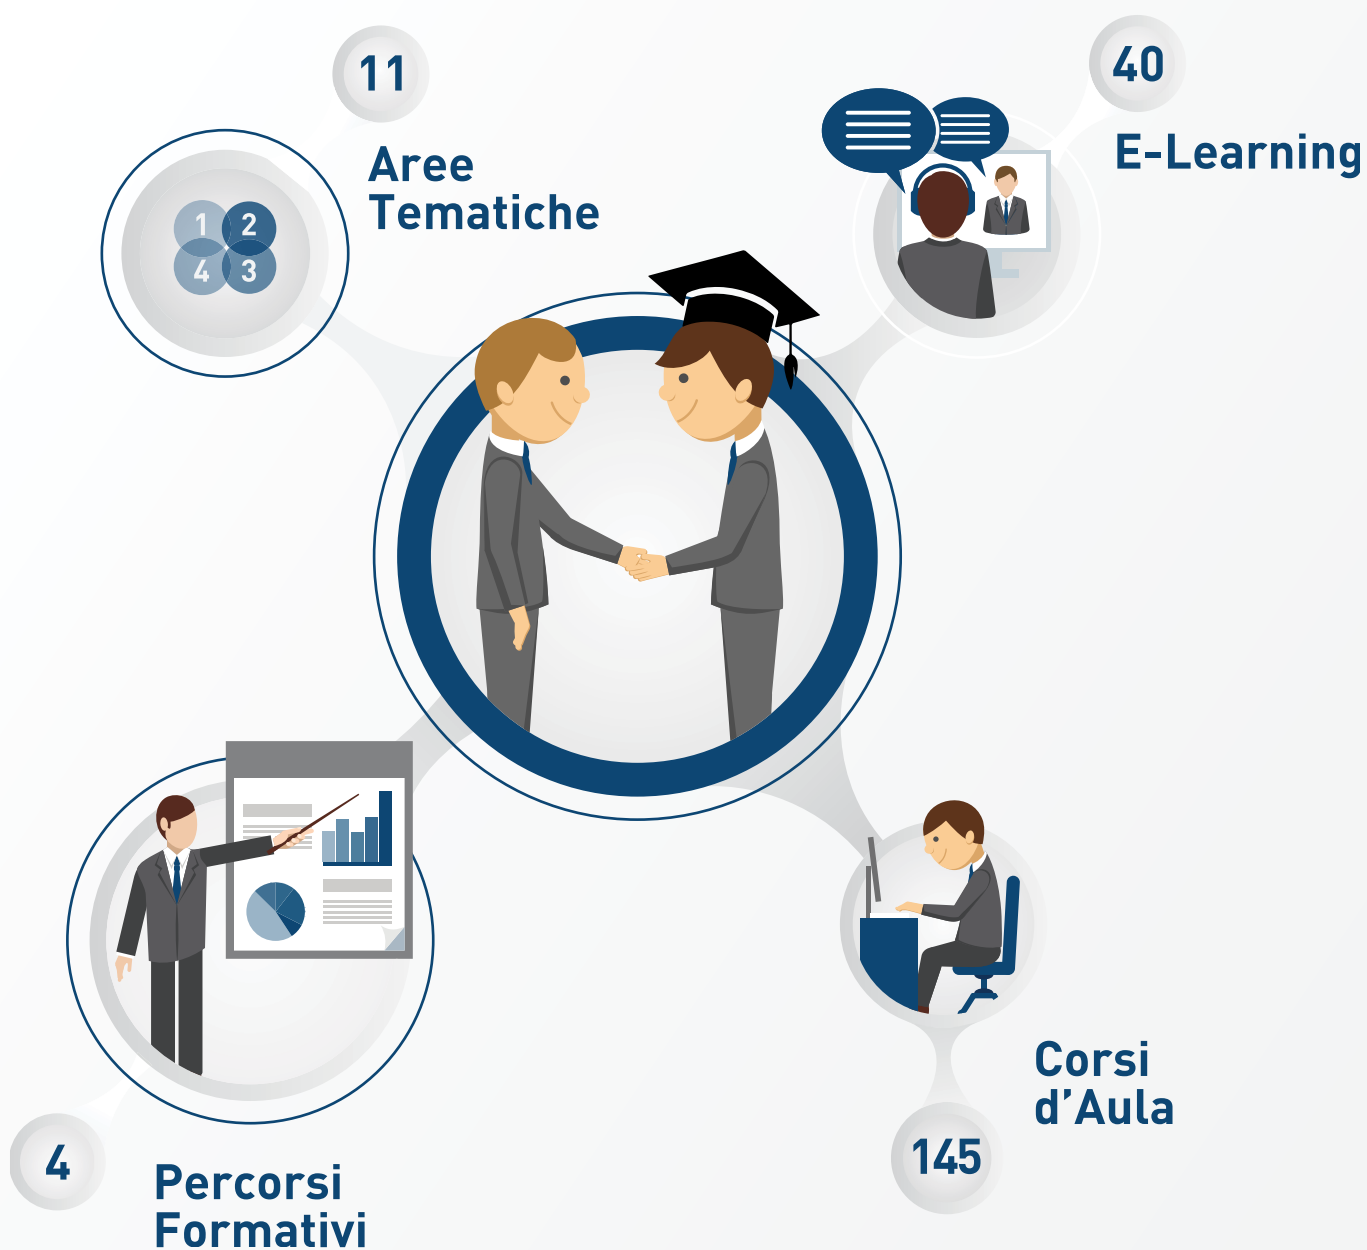 11
Aree
Tematiche
1 2
4 3
40
E-Learning
4
Percorsi
Formativi
Corsi
d’Aula
145